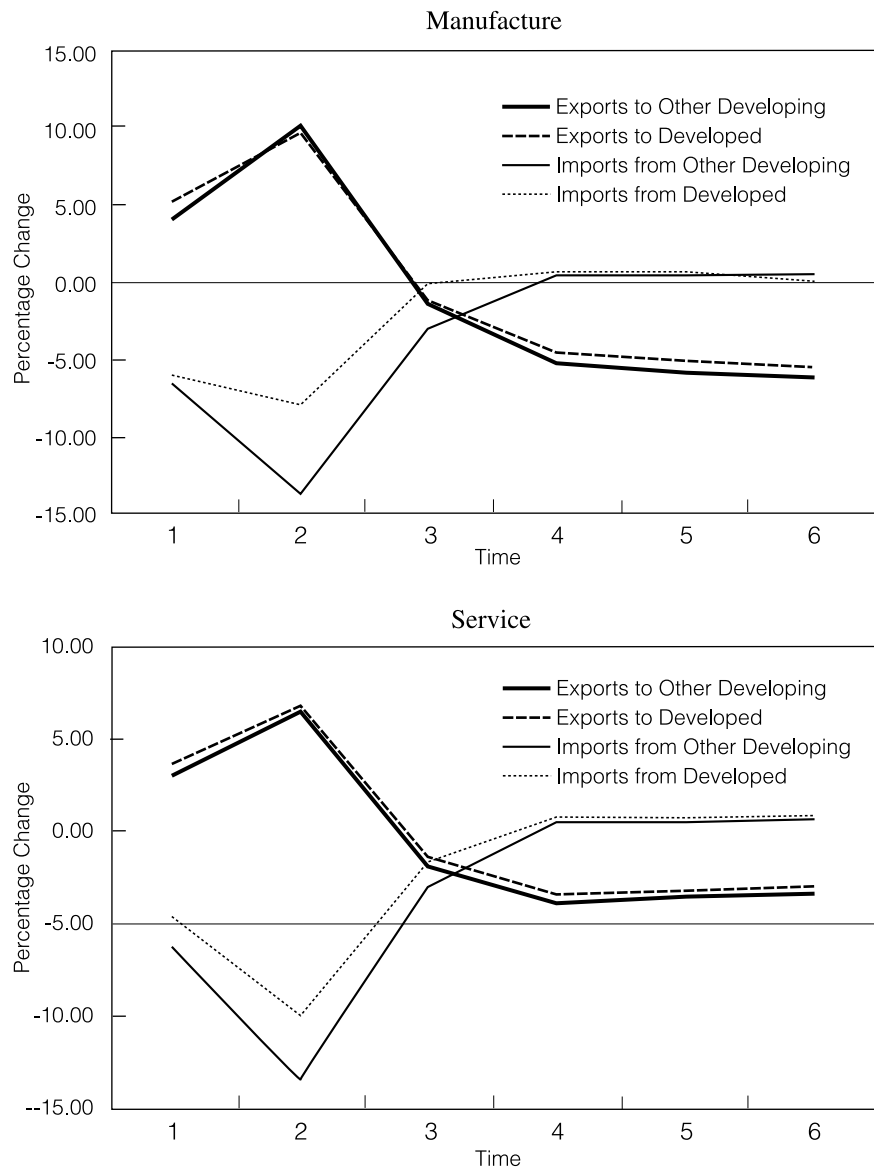 Manufacture
15.00
10.00
5.00
0.00
-5.00
-10.00
-15.00
Percentage Change
Exports to Other Developing
Exports to Developed
Imports from Other Developing
Imports from Developed
1 2 3 4 5 6
Time
Service
10.00
5.00
0.00
-5.00
-10.00
--15.00
Percentage Change
Exports to Other Developing
Exports to Developed
Imports from Other Developing
Imports from Developed
1 2 3 4 5 6
Time